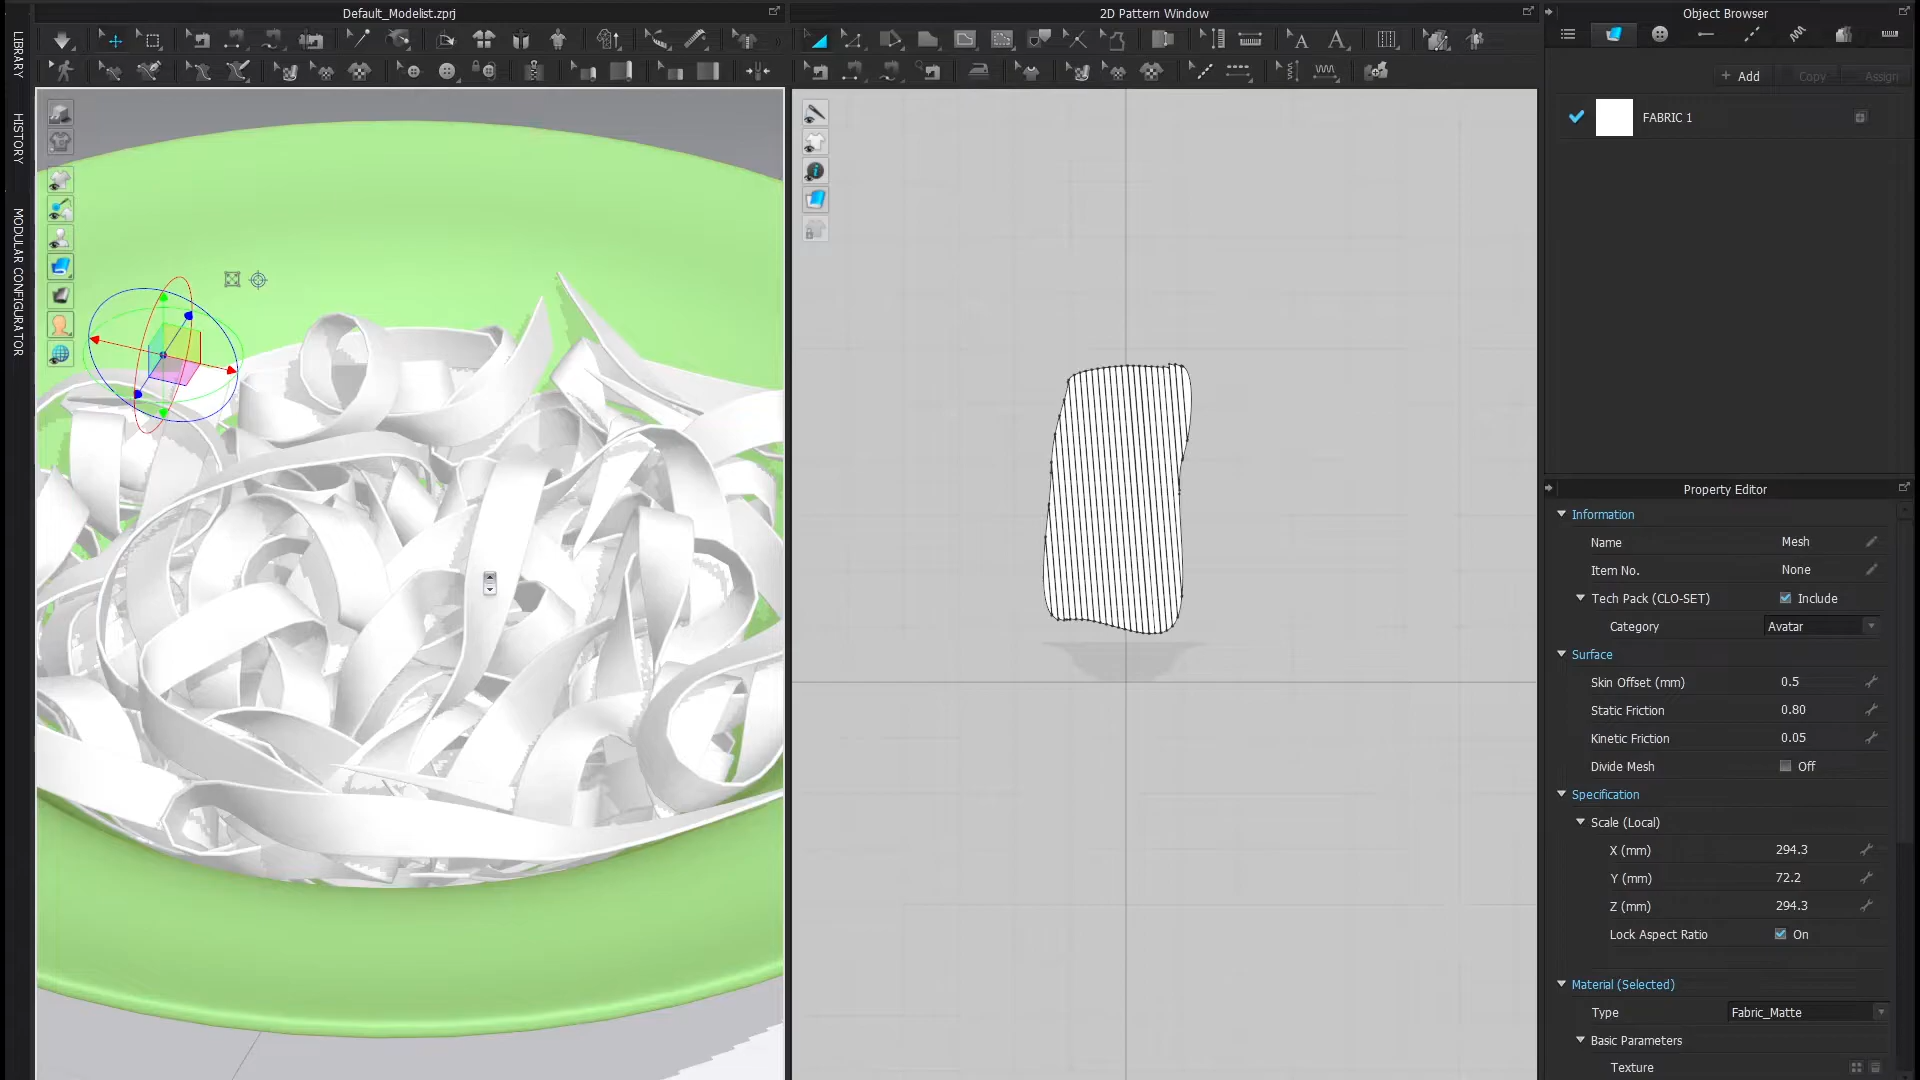 Default_Modelist.zprj
2D Pattern Window
Object Browser
LIBRARY
HISTORY
MODULAR CONFIGURATOR
+ Add
Copy
Assign
FABRIC 1
Property Editor
Information
Name Mesh
Item No. None
Tech Pack (CLO-SET) Include
Category Avatar
Surface
Skin Offset (mm) 0.5
Static Friction 0.80
Kinetic Friction 0.05
Divide Mesh Off
Specification
Scale (Local)
X (mm) 294.3
Y (mm) 72.2
Z (mm) 294.3
Lock Aspect Ratio On
Material (Selected)
Type Fabric_Matte
Basic Parameters
Texture